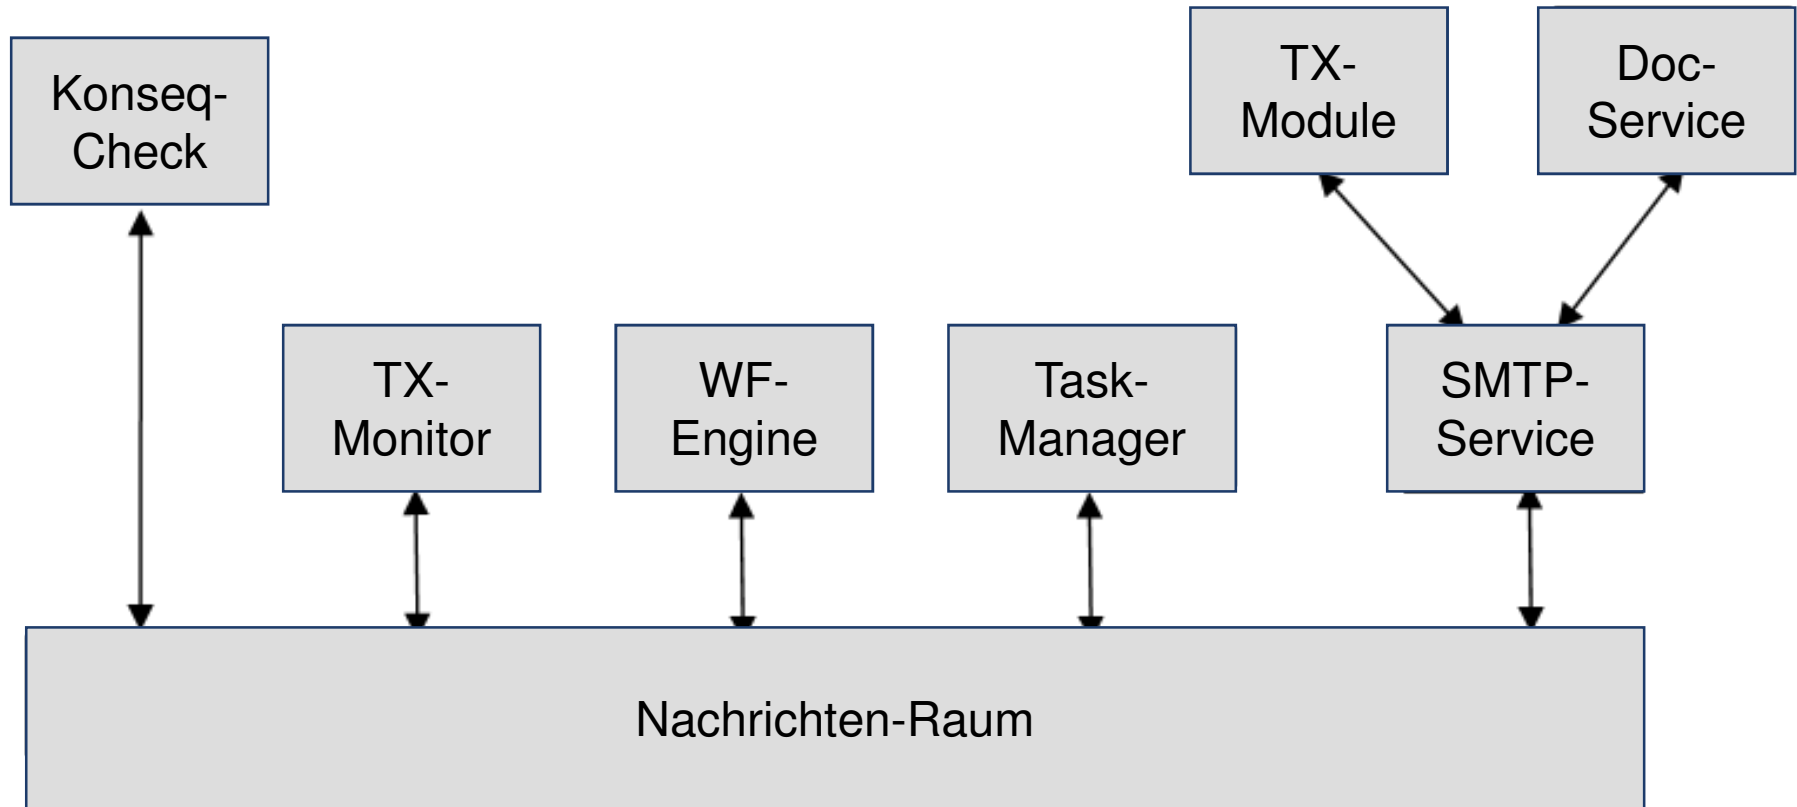 Konseq-
Check
TX-
Module
Doc-
Service
TX-
Monitor
WF-
Engine
Task-
Manager
SMTP-
Service
Nachrichten-Raum